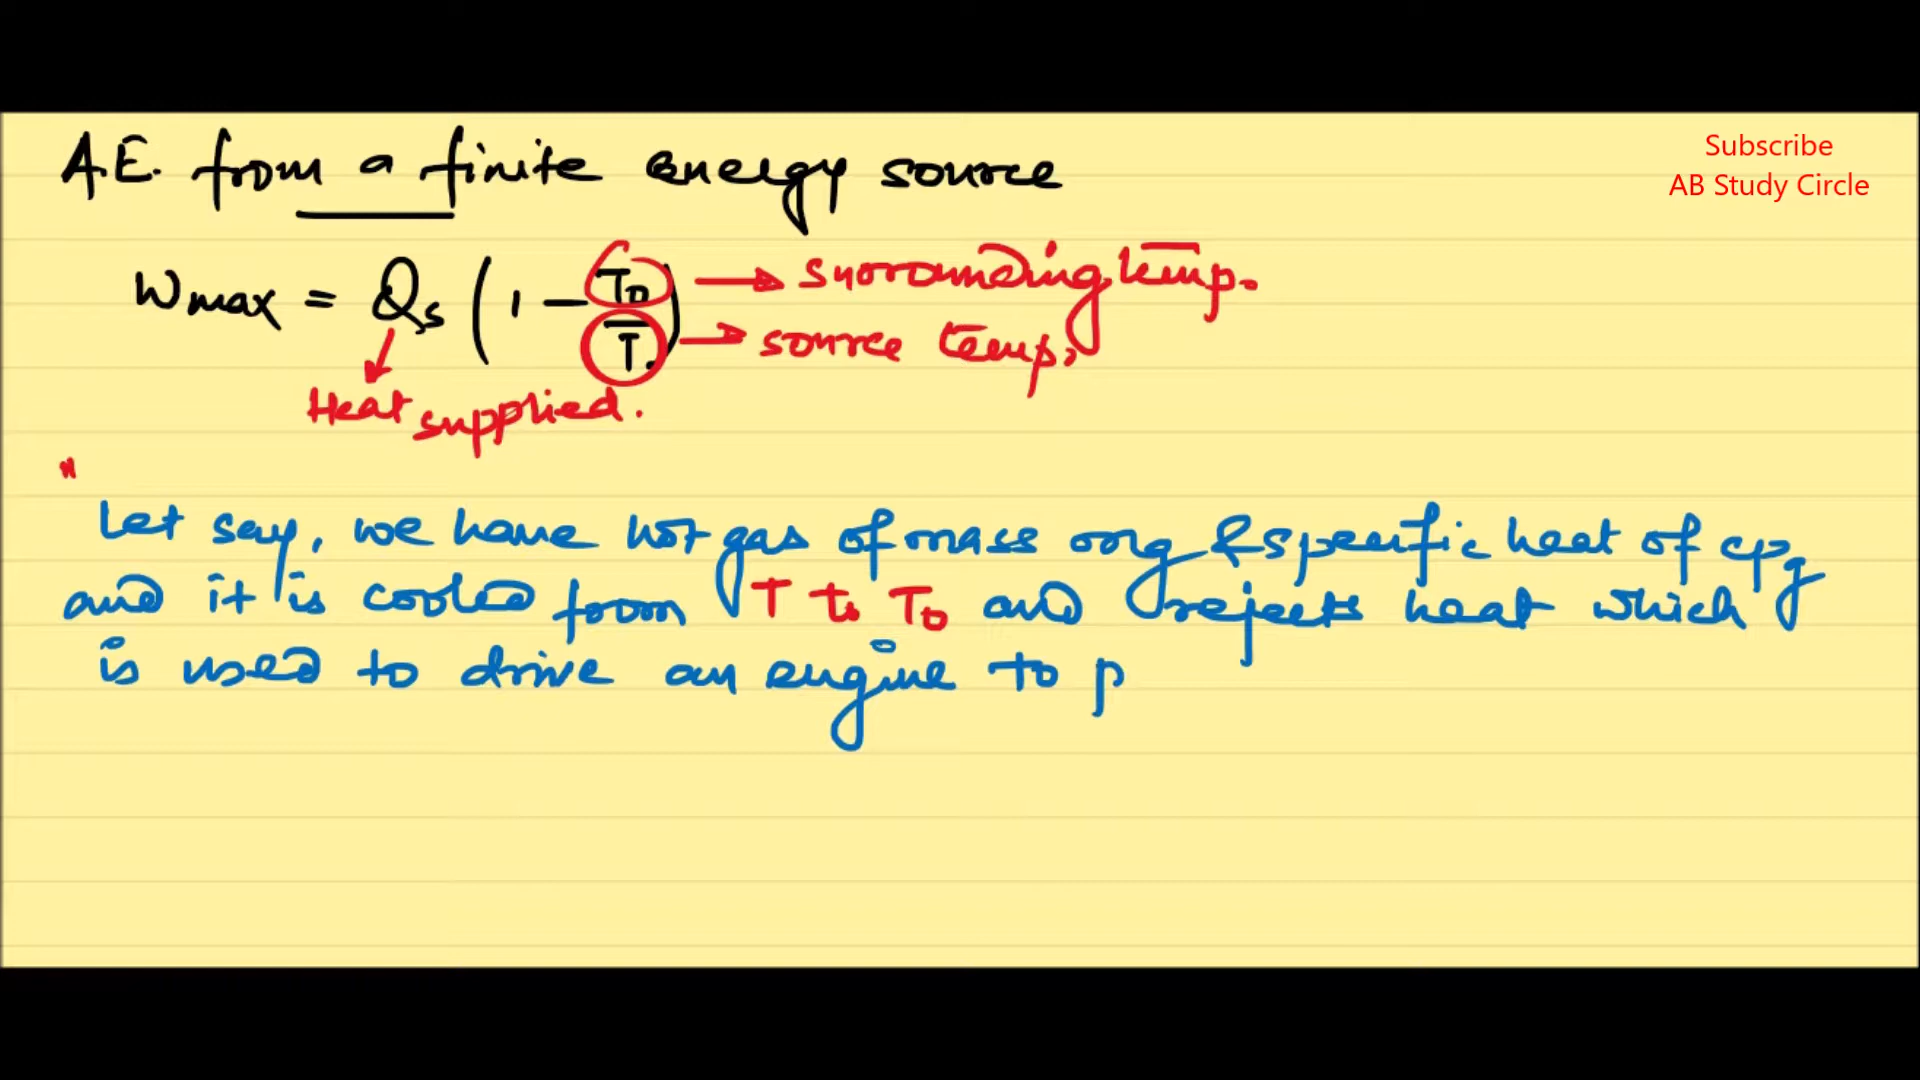 A.E. from a finite energy source
Subscribe
AB Study Circle
Wmax = Qs (1 - T0/T)
surrounding temp.
source temp.
Heat supplied.
"
Let say, we have hot gas of mass mg & specific heat of cpg
and it is cooled from T to T0 and rejects heat which
is used to drive an engine to p